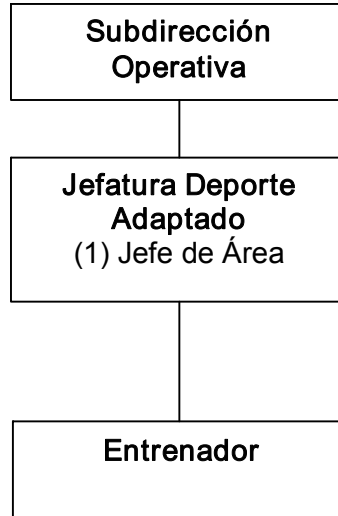 Subdirección
Operativa
Jefatura Deporte
Adaptado
(1) Jefe de Área
Entrenador